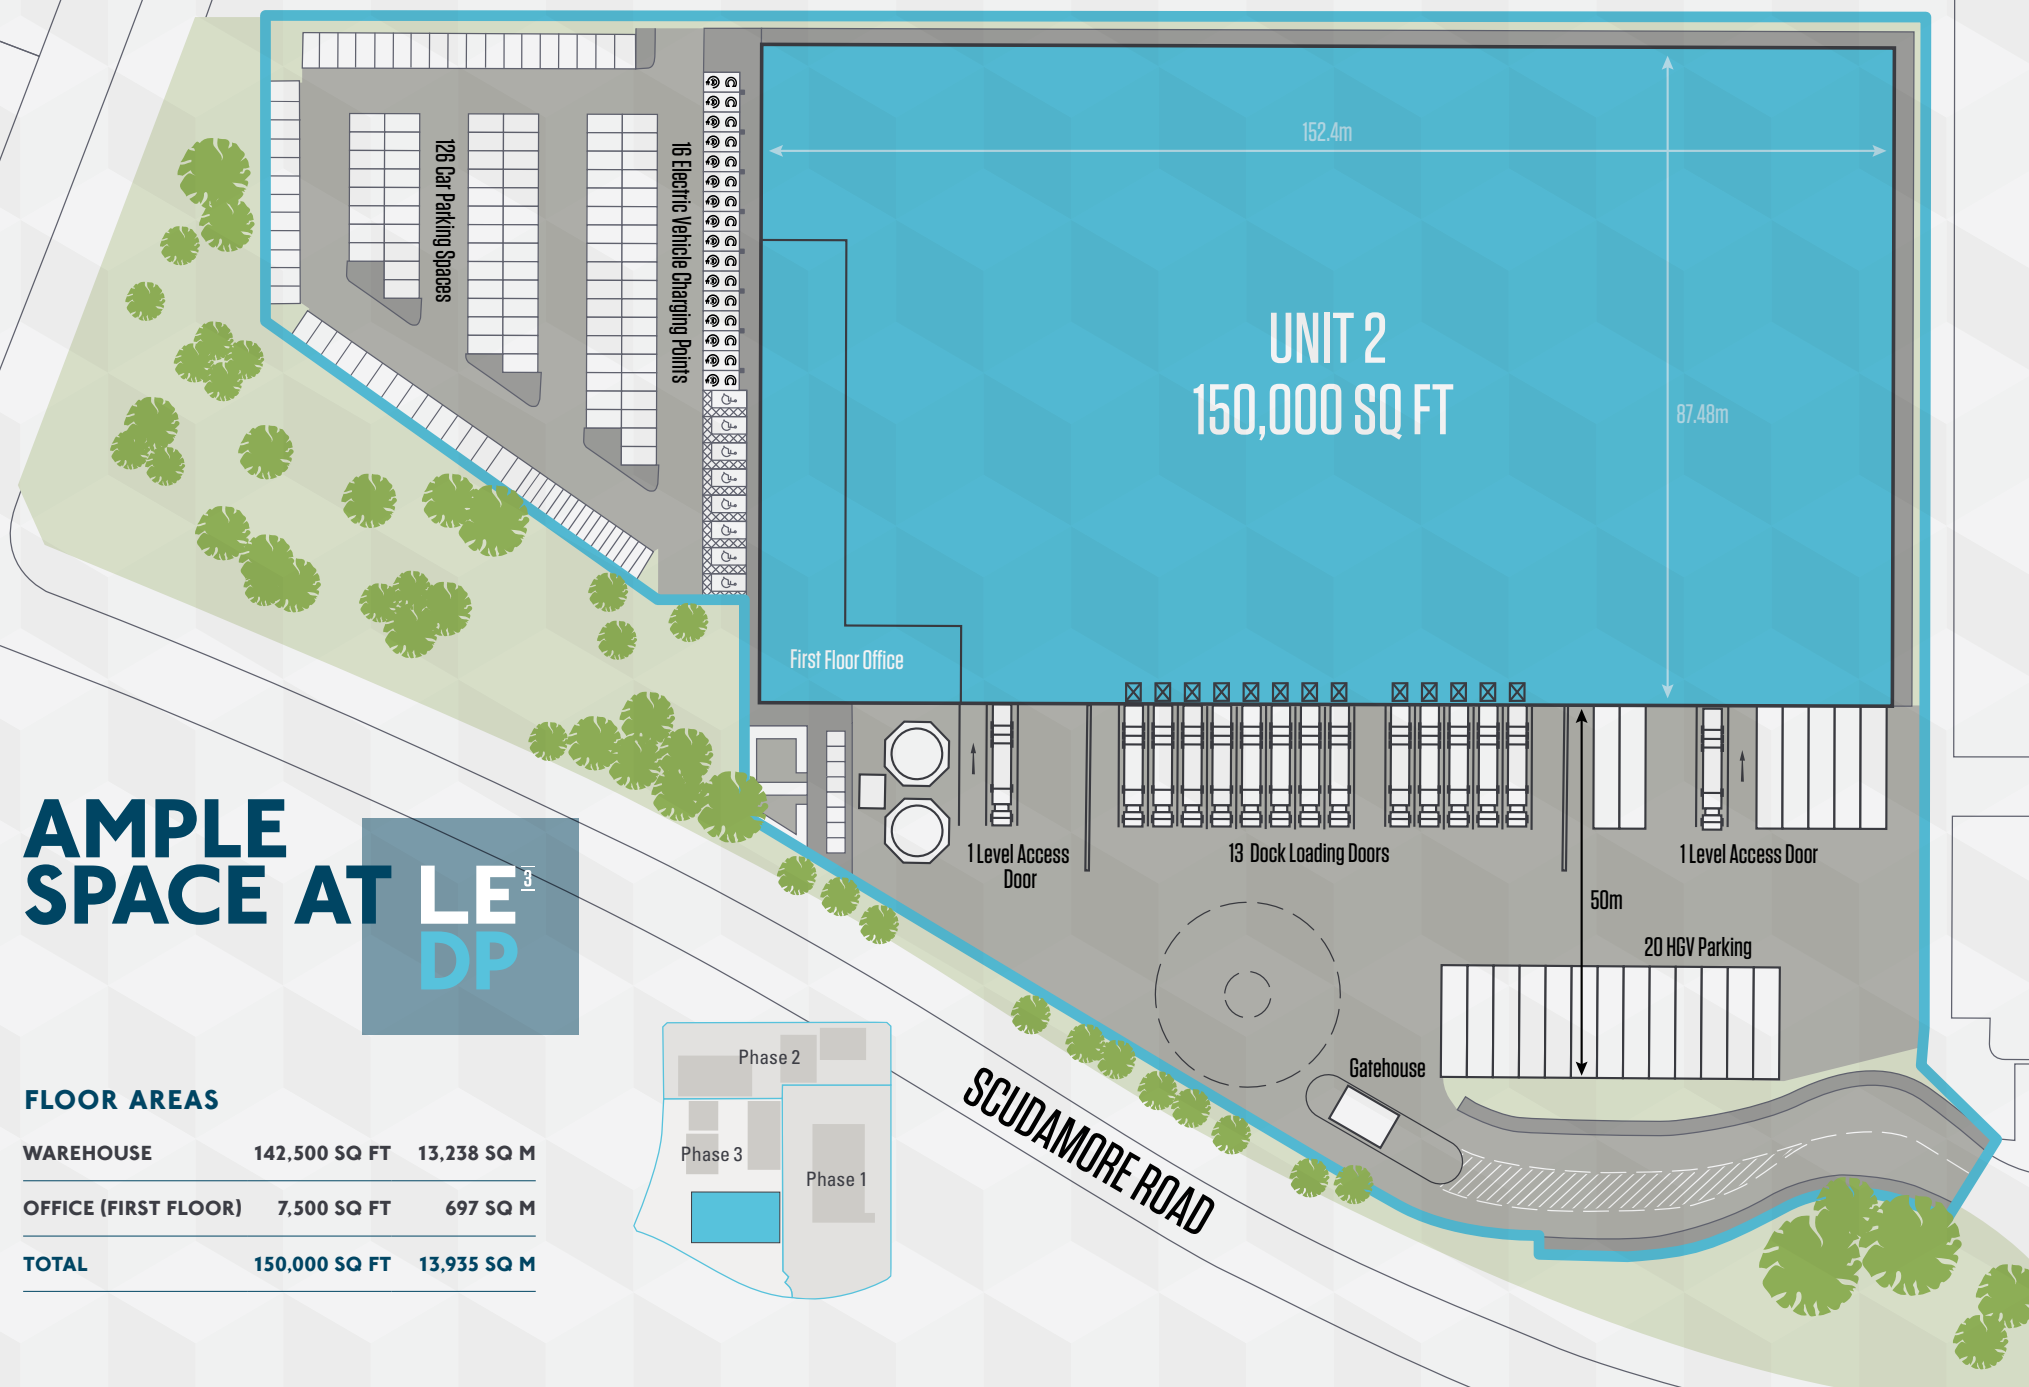 126 Car Parking Spaces
16 Electric Vehicle Charging Points
152.4m
87.48m
UNIT 2
150,000 SQ FT
First Floor Office
1 Level Access
Door
13 Dock Loading Doors
1 Level Access Door
50m
20 HGV Parking
Gatehouse
SCUDAMORE ROAD
AMPLE
SPACE AT
LE 3
DP
Phase 2
Phase 3
Phase 1
FLOOR AREAS
WAREHOUSE 142,500 SQ FT 13,238 SQ M
OFFICE (FIRST FLOOR) 7,500 SQ FT 697 SQ M
TOTAL 150,000 SQ FT 13,935 SQ M